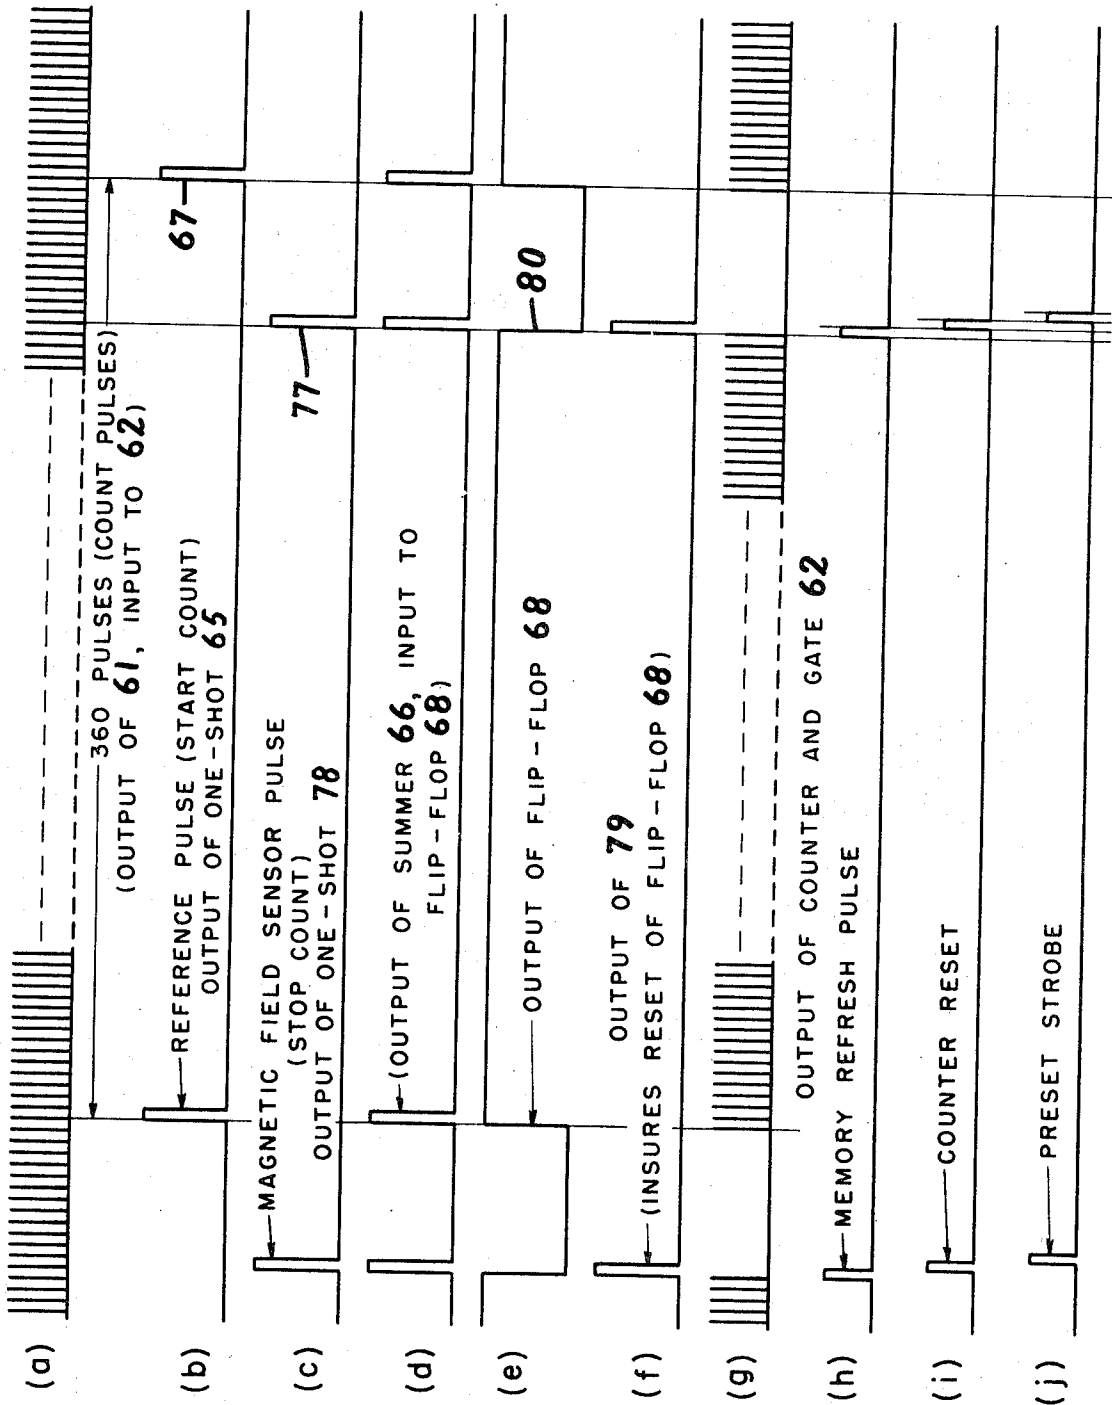 (a)
360 PULSES (COUNT PULSES)
(OUTPUT OF 61, INPUT TO 62)
(b)
REFERENCE PULSE (START COUNT)
OUTPUT OF ONE-SHOT 65
67
(c)
MAGNETIC FIELD SENSOR PULSE
(STOP COUNT)
OUTPUT OF ONE-SHOT 78
77
(d)
(OUTPUT OF SUMMER 66, INPUT TO
FLIP-FLOP 68)
(e)
OUTPUT OF FLIP-FLOP 68
80
(f)
OUTPUT OF 79
(INSURES RESET OF FLIP-FLOP 68)
(g)
OUTPUT OF COUNTER AND GATE 62
(h)
MEMORY REFRESH PULSE
(i)
COUNTER RESET
(j)
PRESET STROBE